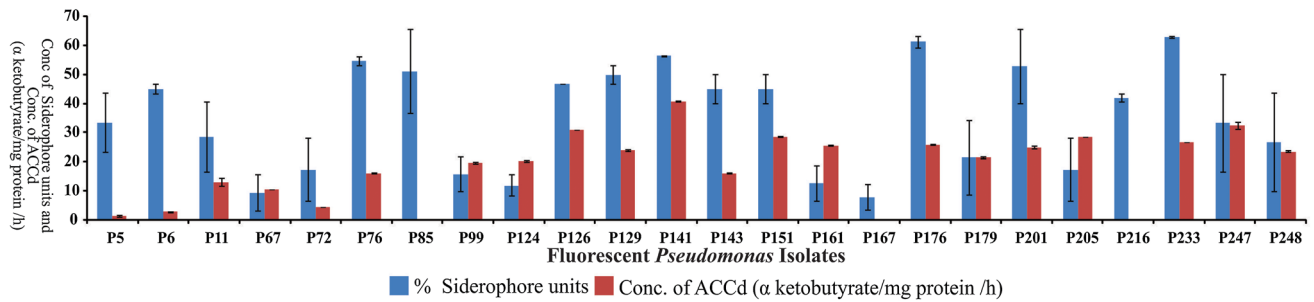 Conc of Siderophore units and
Conc. of ACCd
(α ketobutyrate/mg protein /h)
70
60
50
40
30
20
10
0
P5 P6 P11 P67 P72 P76 P85 P99 P124 P126 P129 P141 P143 P151 P161 P167 P176 P179 P201 P205 P216 P233 P247 P248
Fluorescent Pseudomonas Isolates
% Siderophore units Conc. of ACCd (α ketobutyrate/mg protein /h)